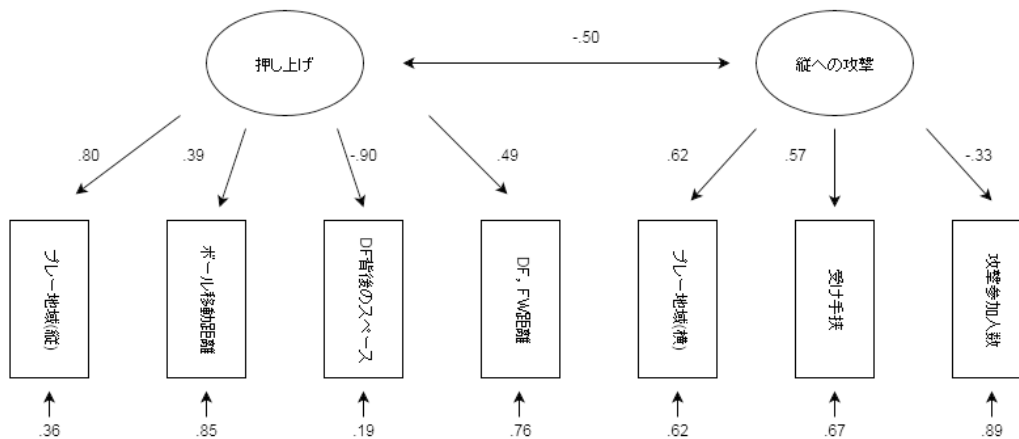 -.50
押し上げ
縦への攻撃
.80
.39
-.90
.49
.62
.57
-.33
プレー地域(縦)
ボール移動距離
DF背後のスペース
DF，FW距離
プレー地域(横)
受け手挟
攻撃参加人数
.36
.85
.19
.76
.62
.67
.89